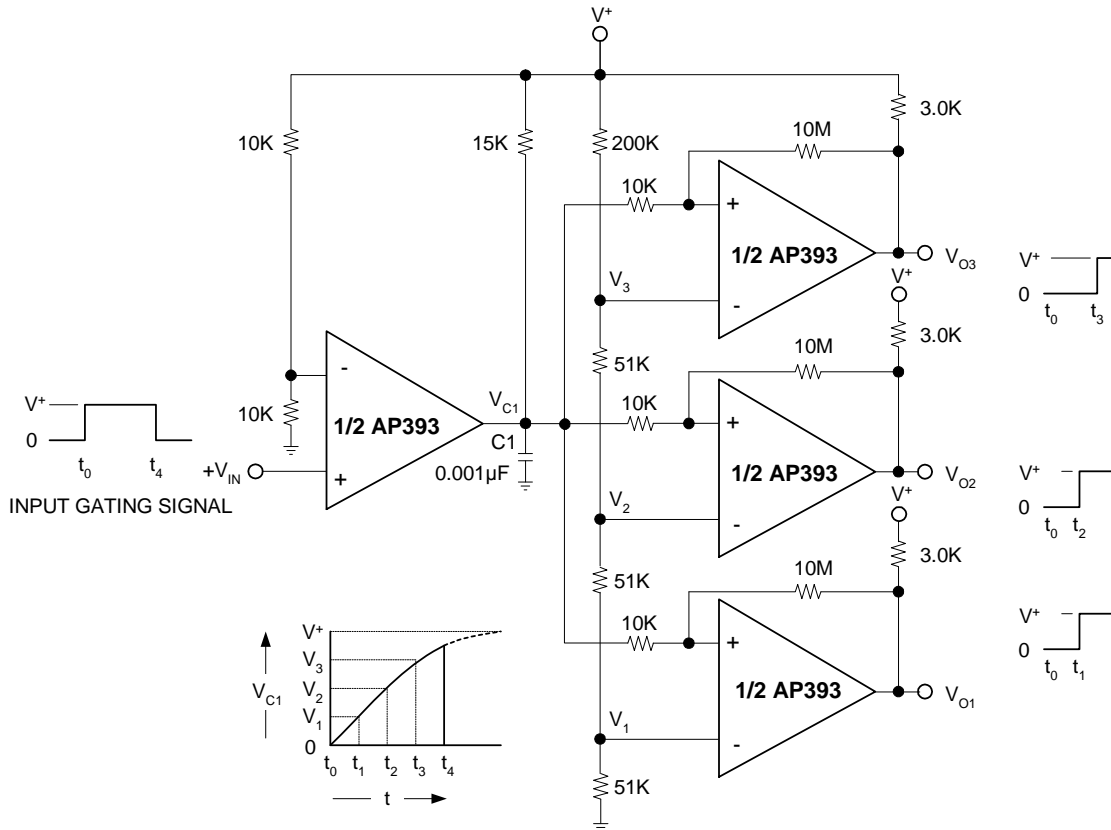 V+
10K
15K
200K
10M
3.0K
10K
+
1/2 AP393
-
VO3
V+
0
t0
t3
V3
V+
3.0K
51K
10M
10K
-
10K
1/2 AP393
+
VC1
C1
0.001µF
V+
0
t0
t4
+VIN
INPUT GATING SIGNAL
+
1/2 AP393
-
VO2
V+
0
t0
t2
V2
V+
3.0K
51K
10M
10K
+
1/2 AP393
-
VO1
V+
0
t0
t1
V1
51K
V+
V3
VC1
V2
V1
0
t0
t1
t2
t3
t4
t